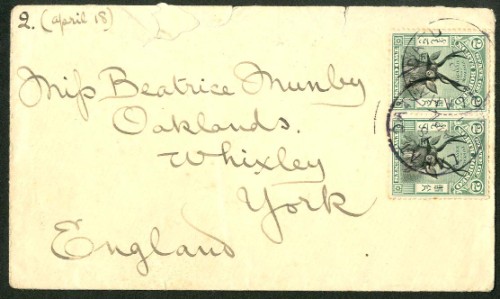 2. (april 18)
Miss Beatrice Munby
Oaklands.
Whixley
York
England